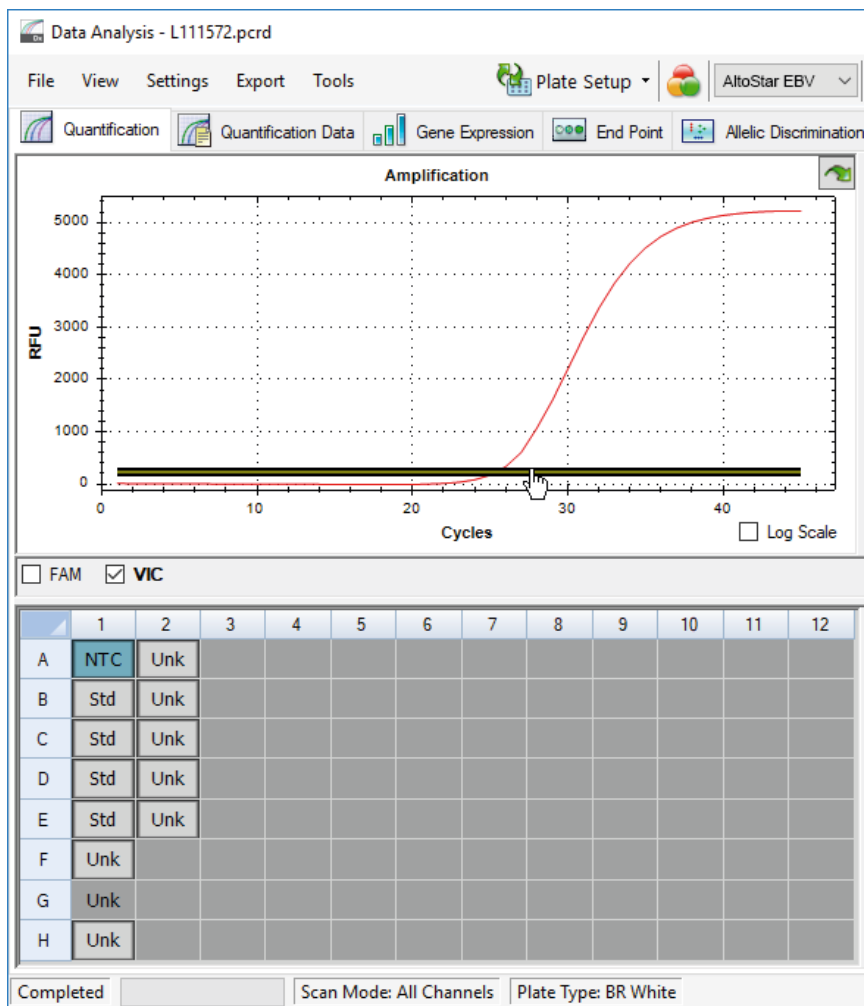 Data Analysis - L111572.pcrd
File View Settings Export Tools Plate Setup AltoStar EBV
Quantification Quantification Data Gene Expression End Point Allelic Discrimination
Amplification
5000
4000
3000
2000
1000
0
RFU
0 10 20 30 40
Cycles
Log Scale
FAM VIC
1 2 3 4 5 6 7 8 9 10 11 12
A NTC Unk
B Std Unk
C Std Unk
D Std Unk
E Std Unk
F Unk
G Unk
H Unk
Completed Scan Mode: All Channels Plate Type: BR White